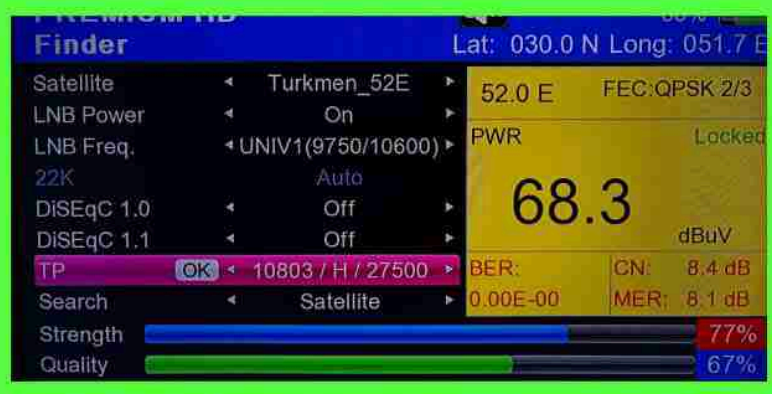 PREMIUM HD
Finder
Lat: 030.0 N Long: 051.7 E
Satellite Turkmen_52E
LNB Power On
LNB Freq. UNIV1(9750/10600)
22K Auto
DiSEqC 1.0 Off
DiSEqC 1.1 Off
TP OK 10803 / H / 27500
Search Satellite
52.0 E FEC:QPSK 2/3
PWR Locked
68.3
dBuV
BER: CN: 8.4 dB
0.00E-00 MER: 8.1 dB
Strength 77%
Quality 67%